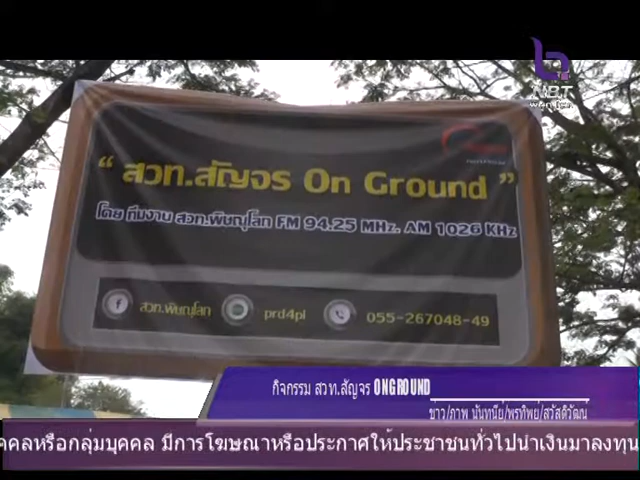 NBT
พิษณุโลก
“ สวท.สัญจร On Ground ”
โดย ทีมงาน สวท.พิษณุโลก FM 94.25 MHz. AM 1026 KHz
สวท.พิษณุโลก prd4pl 055-267048-49
กิจกรรม สวท.สัญจร ONGROUND
ข่าว/ภาพ นันทนีย์/พรทิพย์/สวัสดิ์วัฒน
คคลหรือกลุ่มบุคคล มีการโฆษณาหรือประกาศให้ประชาชนทั่วไปนำเงินมาลงทุน